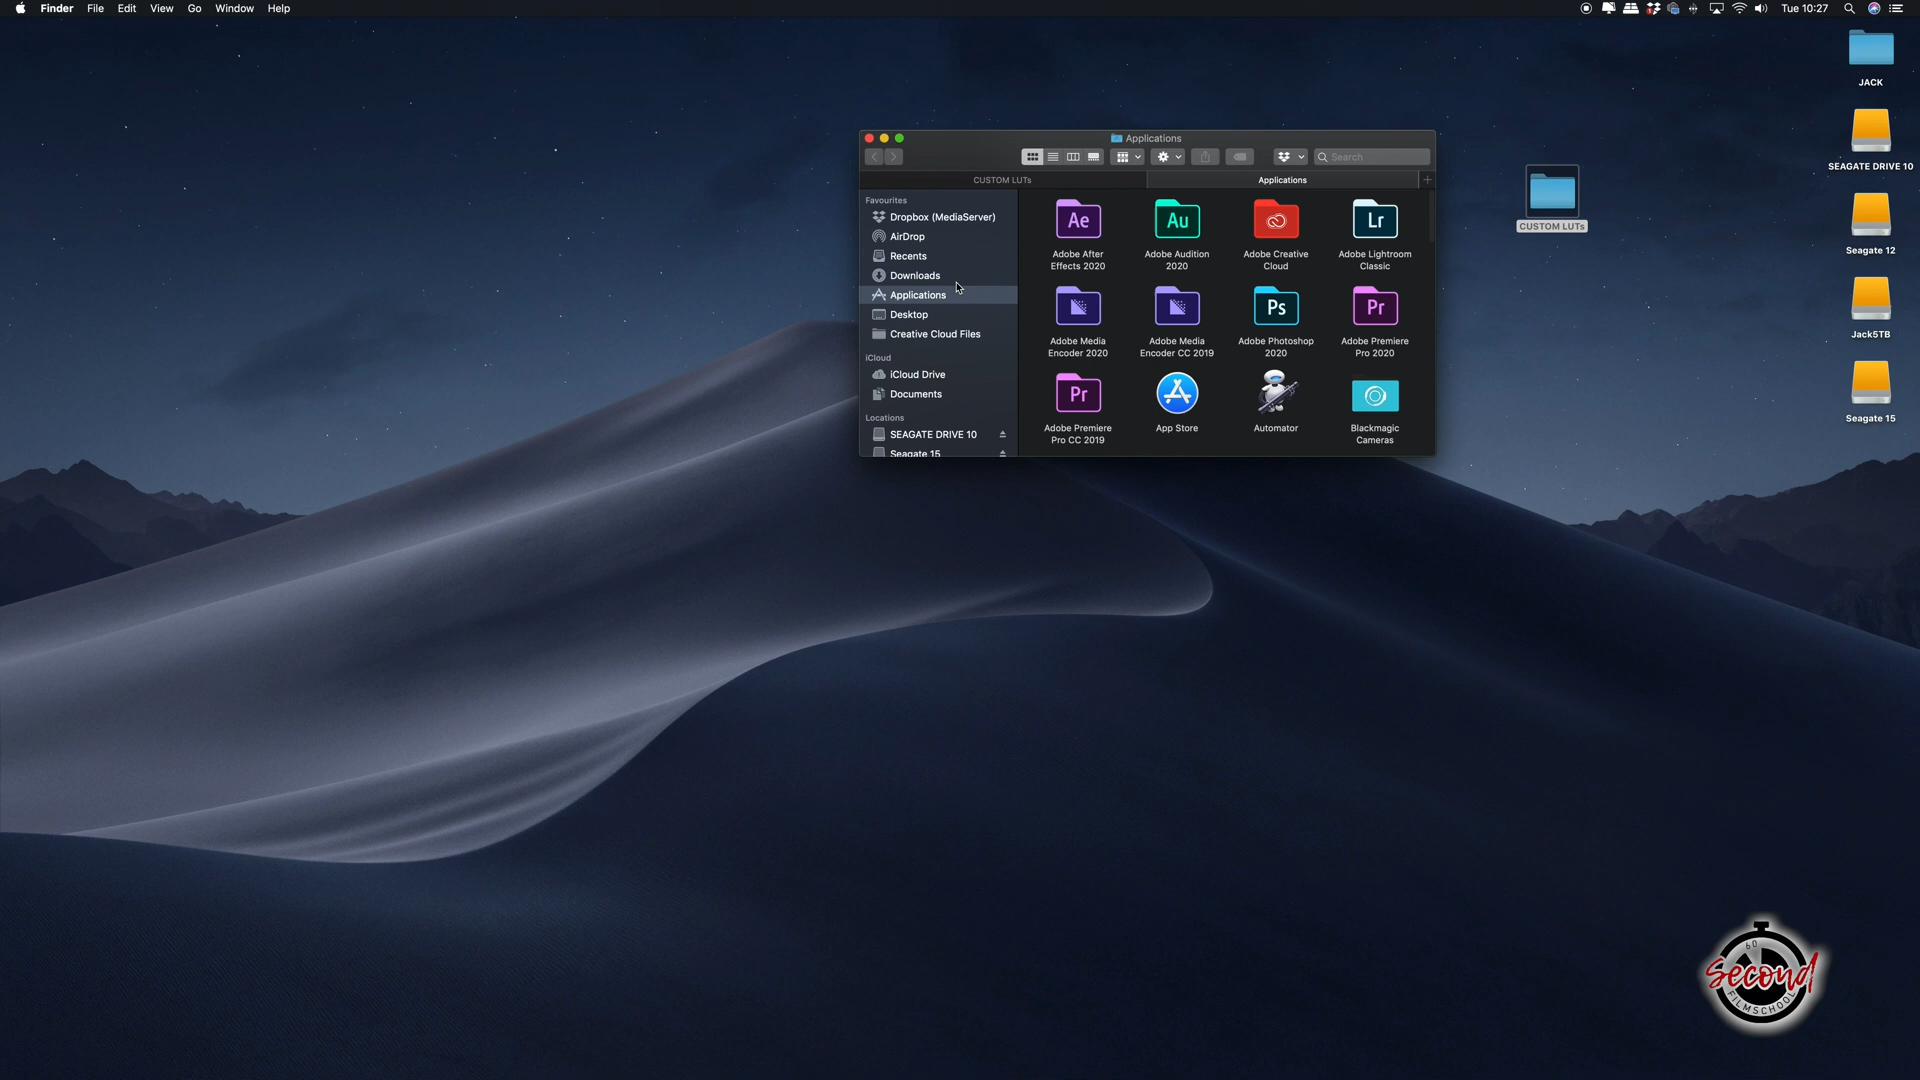 Finder File Edit View Go Window Help
Tue 10:27
JACK
SEAGATE DRIVE 10
Seagate 12
Jack5TB
Seagate 15
CUSTOM LUTs
Applications
Search
CUSTOM LUTs
Applications
Favourites
Dropbox (MediaServer)
AirDrop
Recents
Downloads
Applications
Desktop
Creative Cloud Files
iCloud
iCloud Drive
Documents
Locations
SEAGATE DRIVE 10
Seagate 15
Ae
Au
Lr
Adobe After
Effects 2020
Adobe Audition
2020
Adobe Creative
Cloud
Adobe Lightroom
Classic
Ps
Pr
Adobe Media
Encoder 2020
Adobe Media
Encoder CC 2019
Adobe Photoshop
2020
Adobe Premiere
Pro 2020
Pr
Adobe Premiere
Pro CC 2019
App Store
Automator
Blackmagic
Cameras
60
Second
FILMSCHOOL